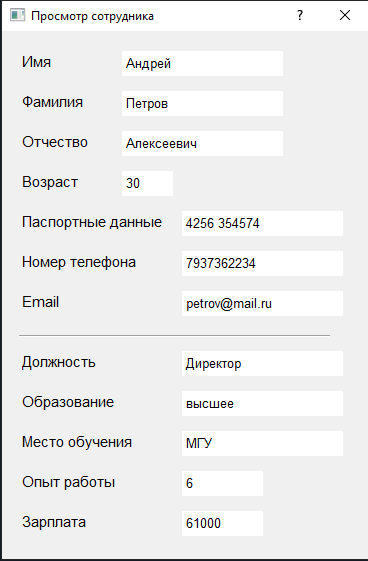 Просмотр сотрудника ?
Имя Андрей
Фамилия Петров
Отчество Алексеевич
Возраст 30
Паспортные данные 4256 354574
Номер телефона 7937362234
Email petrov@mail.ru
Должность Директор
Образование высшее
Место обучения МГУ
Опыт работы 6
Зарплата 61000